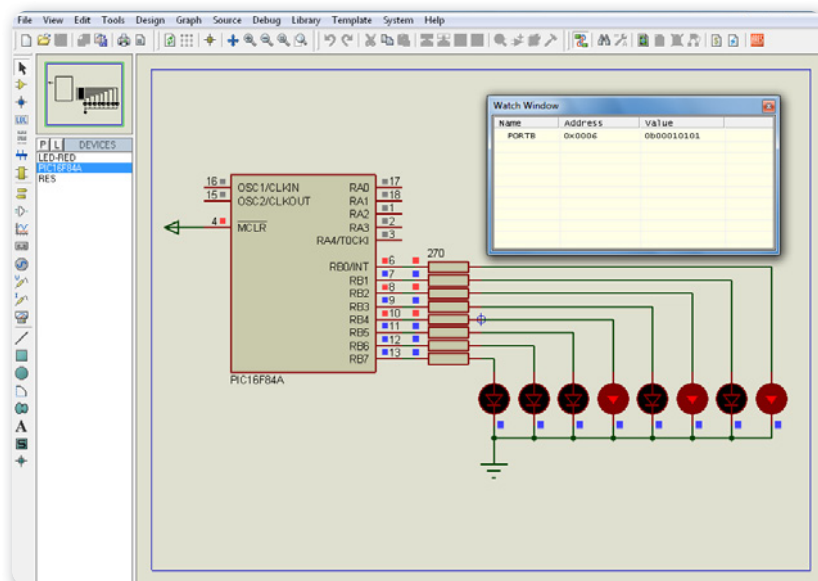 File View Edit Tools Design Graph Source Debug Library Template System Help
P L DEVICES
LED-RED
PIC16F84A
RES
Watch Window
Name Address Value
PORTB 0x0006 0b00010101
16 OSC1/CLKIN RA0 17
15 OSC2/CLKOUT RA1 18
RA2 1
4 MCLR RA3 2
RA4/T0CKI 3
270
RB0/INT 6
RB1 7
RB2 8
RB3 9
RB4 10
RB5 11
RB6 12
RB7 13
PIC16F84A
A
S